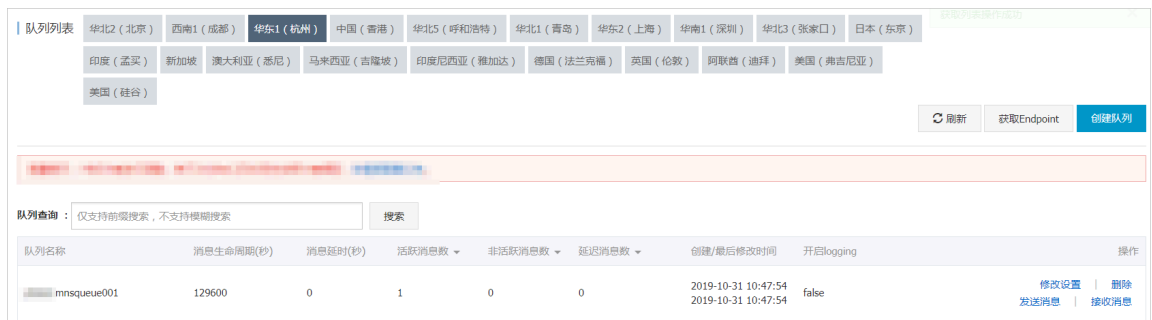 获取列表操作成功
队列列表 华北2（北京） 西南1（成都） 华东1（杭州） 中国（香港） 华北5（呼和浩特） 华北1（青岛） 华东2（上海） 华南1（深圳） 华北3（张家口） 日本（东京）
印度（孟买） 新加坡 澳大利亚（悉尼） 马来西亚（吉隆坡） 印度尼西亚（雅加达） 德国（法兰克福） 英国（伦敦） 阿联酋（迪拜） 美国（弗吉尼亚）
美国（硅谷）
刷新 获取Endpoint 创建队列
队列查询 ： 仅支持前缀搜索，不支持模糊搜索 搜索
队列名称 消息生命周期(秒) 消息延时(秒) 活跃消息数 非活跃消息数 延迟消息数 创建/最后修改时间 开启logging 操作
mnsqueue001 129600 0 1 0 0 2019-10-31 10:47:54 false 修改设置 | 删除
2019-10-31 10:47:54 发送消息 | 接收消息